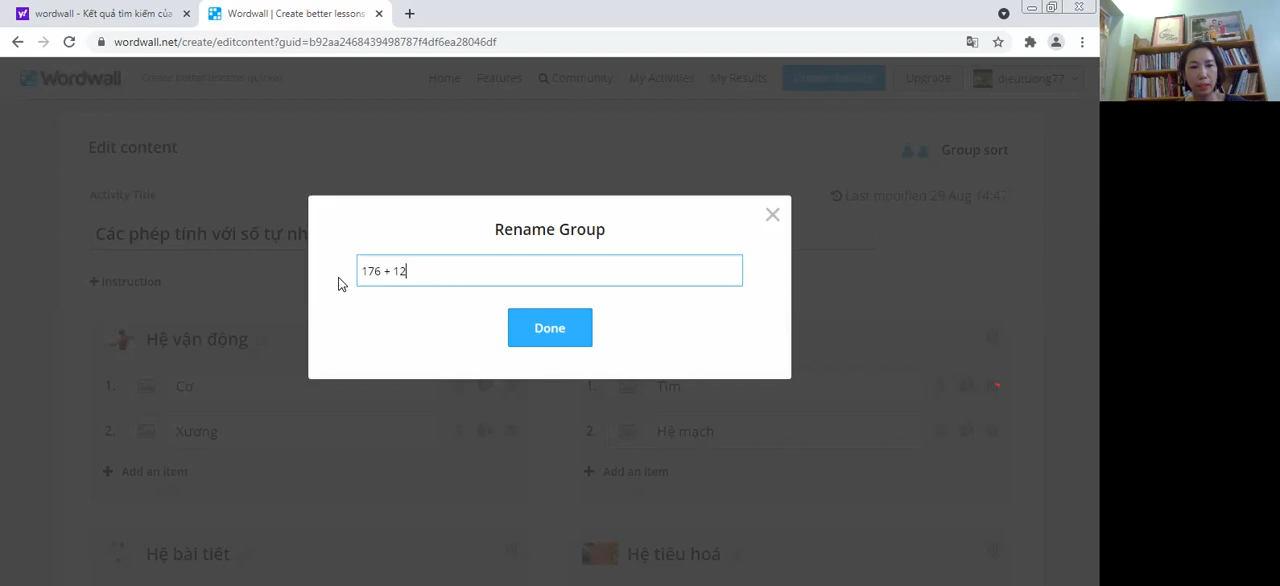 wordwall - Kết quả tìm kiếm củ
Wordwall | Create better lessons
wordwall.net/create/editcontent?guid=b92aa2468439498787f4df6ea28046df
Wordwall Create better lessons quicker Home Features Community My Activities My Results Upgrade dieutuong77
Edit content
Group sort
Activity Title
Last modified 29 Aug 14:47
Các phép tính với số tự nh
+ Instruction
Rename Group
176 + 12
Done
Hệ vận động
1. Cơ
1. Tim
2. Xương
2. Hệ mạch
+ Add an item
+ Add an item
Hệ bài tiết
Hệ tiêu hoá